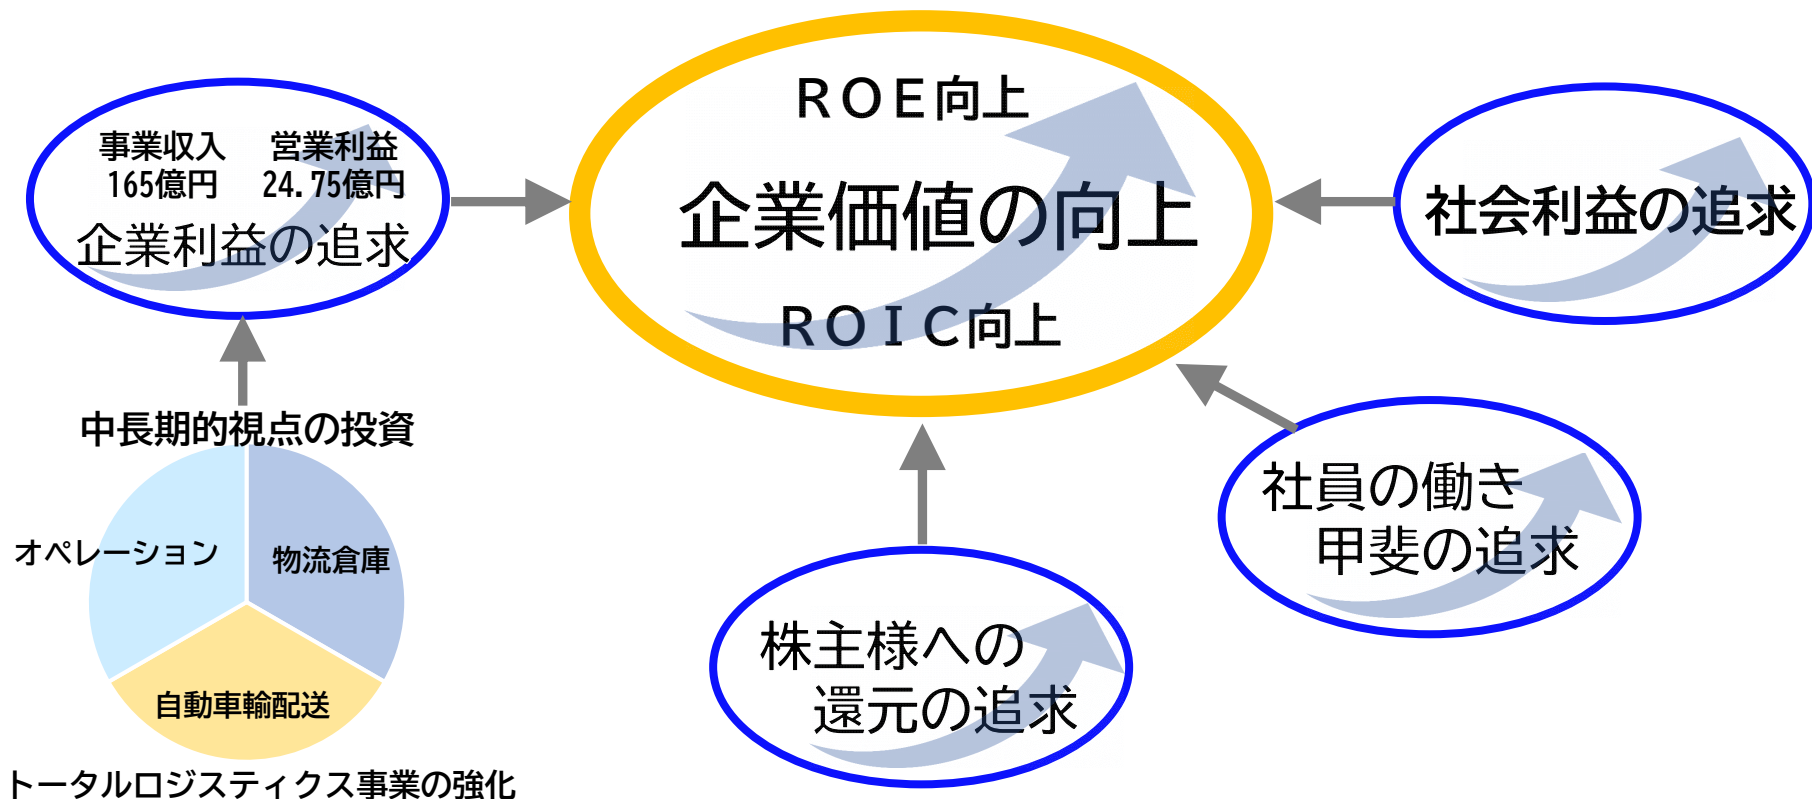 ＲＯＥ向上
企業価値の向上
ＲＯＩＣ向上
事業収入 営業利益
165億円 24.75億円
企業利益の追求
社会利益の追求
中長期的視点の投資
オペレーション
物流倉庫
自動車輸配送
トータルロジスティクス事業の強化
株主様への
還元の追求
社員の働き
甲斐の追求